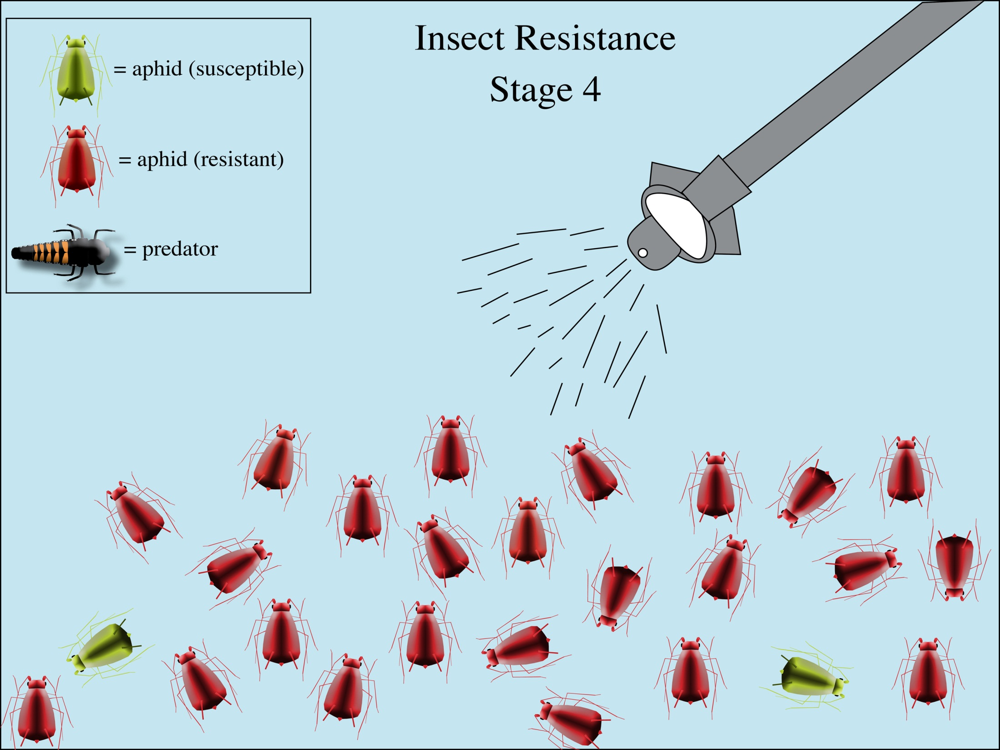 Insect Resistance
Stage 4
= aphid (susceptible)
= aphid (resistant)
= predator